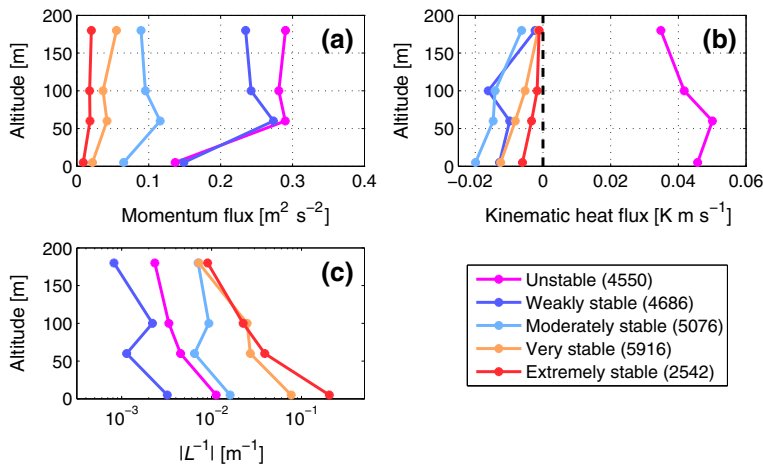 200
150
100
50
0
Altitude [m]
(a)
0
0.1
0.2
0.3
0.4
Momentum flux [m² s⁻²]
200
150
100
50
0
Altitude [m]
(b)
−0.02
0
0.02
0.04
0.06
Kinematic heat flux [K m s⁻¹]
200
150
100
50
0
Altitude [m]
(c)
10⁻³
10⁻²
10⁻¹
|L⁻¹| [m⁻¹]
Unstable (4550)
Weakly stable (4686)
Moderately stable (5076)
Very stable (5916)
Extremely stable (2542)